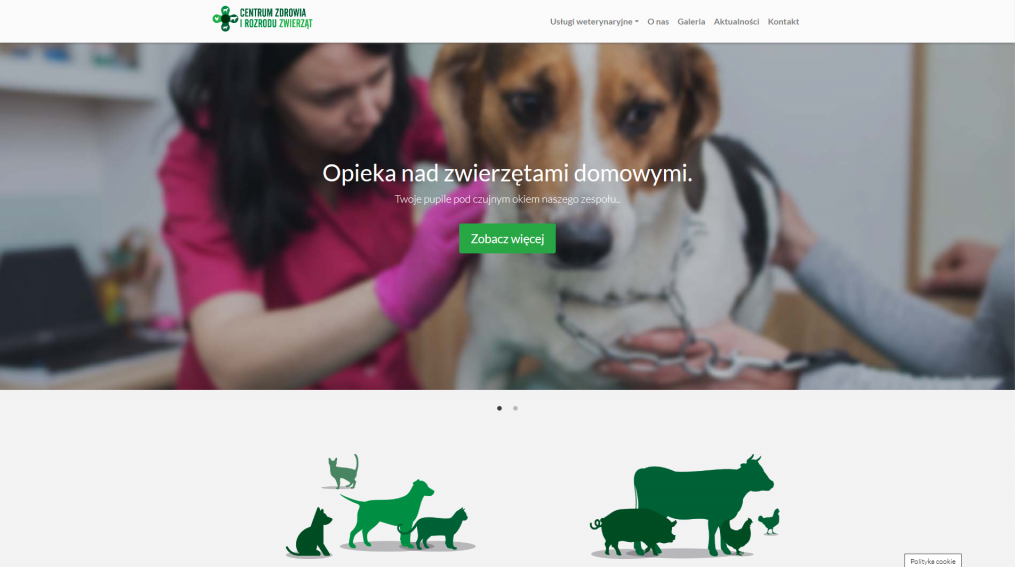 CENTRUM ZDROWIA
I ROZRODU ZWIERZĄT
Usługi weterynaryjne O nas Galeria Aktualności Kontakt
Opieka nad zwierzętami domowymi.
Twoje pupile pod czujnym okiem naszego zespołu..
Zobacz więcej
Polityka cookie